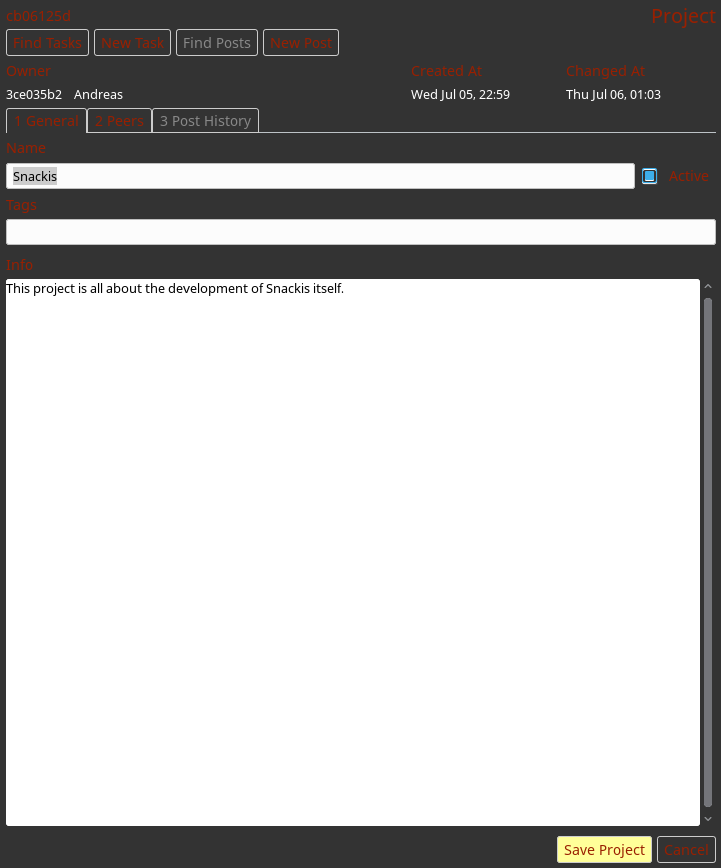 cb06125d Project
Find Tasks New Task Find Posts New Post
Owner Created At Changed At
3ce035b2 Andreas Wed Jul 05, 22:59 Thu Jul 06, 01:03
1 General 2 Peers 3 Post History
Name
Snackis Active
Tags
Info
This project is all about the development of Snackis itself.
Save Project Cancel